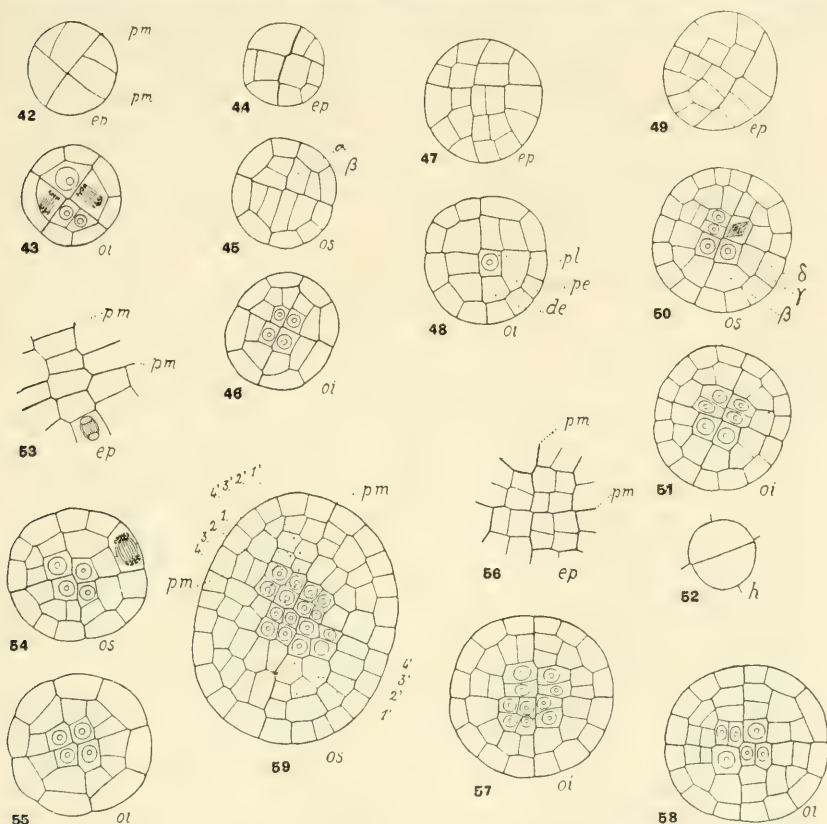 pm
pm
42
ep
44
ep
47
ep
49
ep
43
oi
α
β
45
os
pl
pe
de
48
oi
δ
γ
β
50
os
pm
pm
53
ep
46
oi
51
oi
4' 3' 2' 1'
4 3 2 1
pm
pm
4'
3'
2'
1'
59
os
pm
pm
56
ep
52
h
54
os
55
oi
57
oi
58
oi